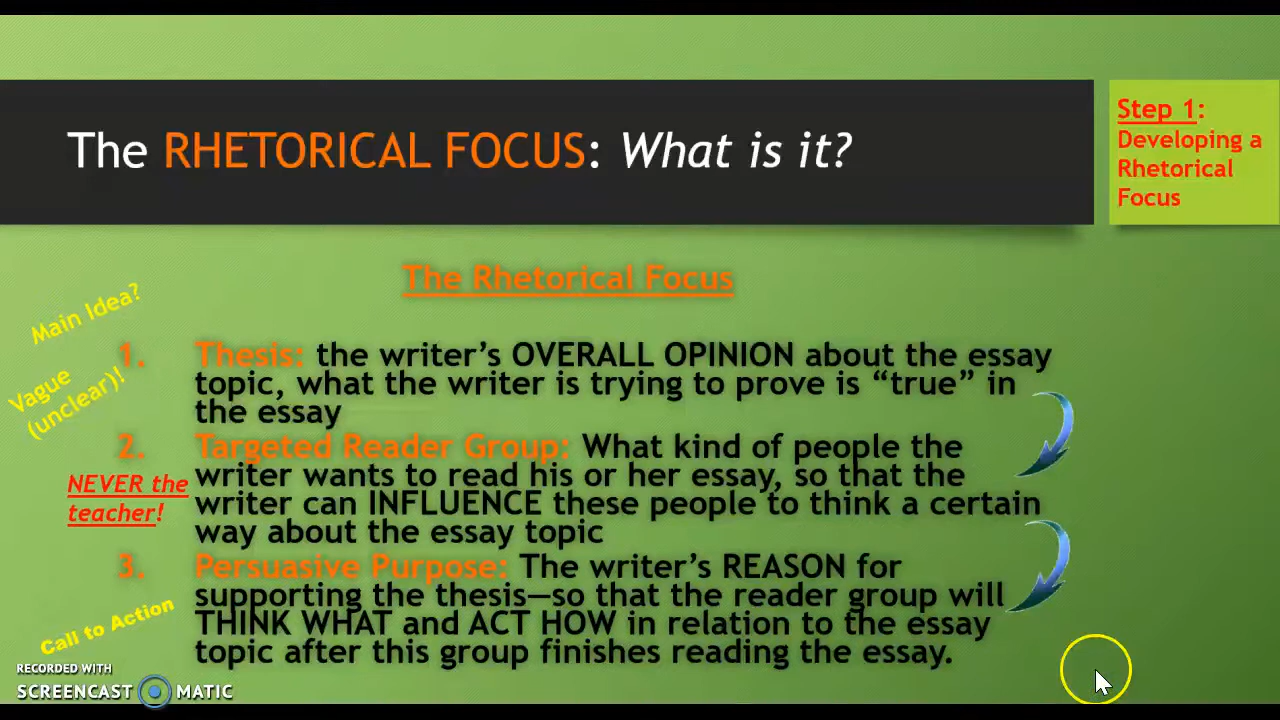 The RHETORICAL FOCUS: What is it?
Step 1:
Developing a
Rhetorical
Focus
The Rhetorical Focus
Main Idea?
Vague
(unclear)!
1. Thesis: the writer’s OVERALL OPINION about the essay
topic, what the writer is trying to prove is “true” in
the essay
2. Targeted Reader Group: What kind of people the
writer wants to read his or her essay, so that the
writer can INFLUENCE these people to think a certain
way about the essay topic
NEVER the
teacher!
3. Persuasive Purpose: The writer’s REASON for
supporting the thesis—so that the reader group will
THINK WHAT and ACT HOW in relation to the essay
topic after this group finishes reading the essay.
Call to Action
RECORDED WITH
SCREENCAST MATIC